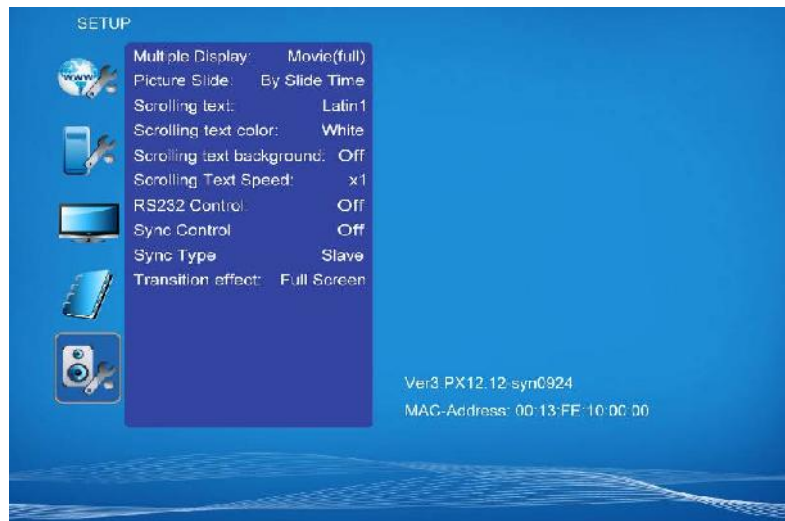 SETUP
www
Multiple Display: Movie(full)
Picture Slide: By Slide Time
Scrolling text: Latin1
Scrolling text color: White
Scrolling text background: Off
Scrolling Text Speed: x1
RS232 Control: Off
Sync Control Off
Sync Type Slave
Transition effect: Full Screen
Ver3.PX12.12-syn0924
MAC-Address: 00:13:FE:10:00:00